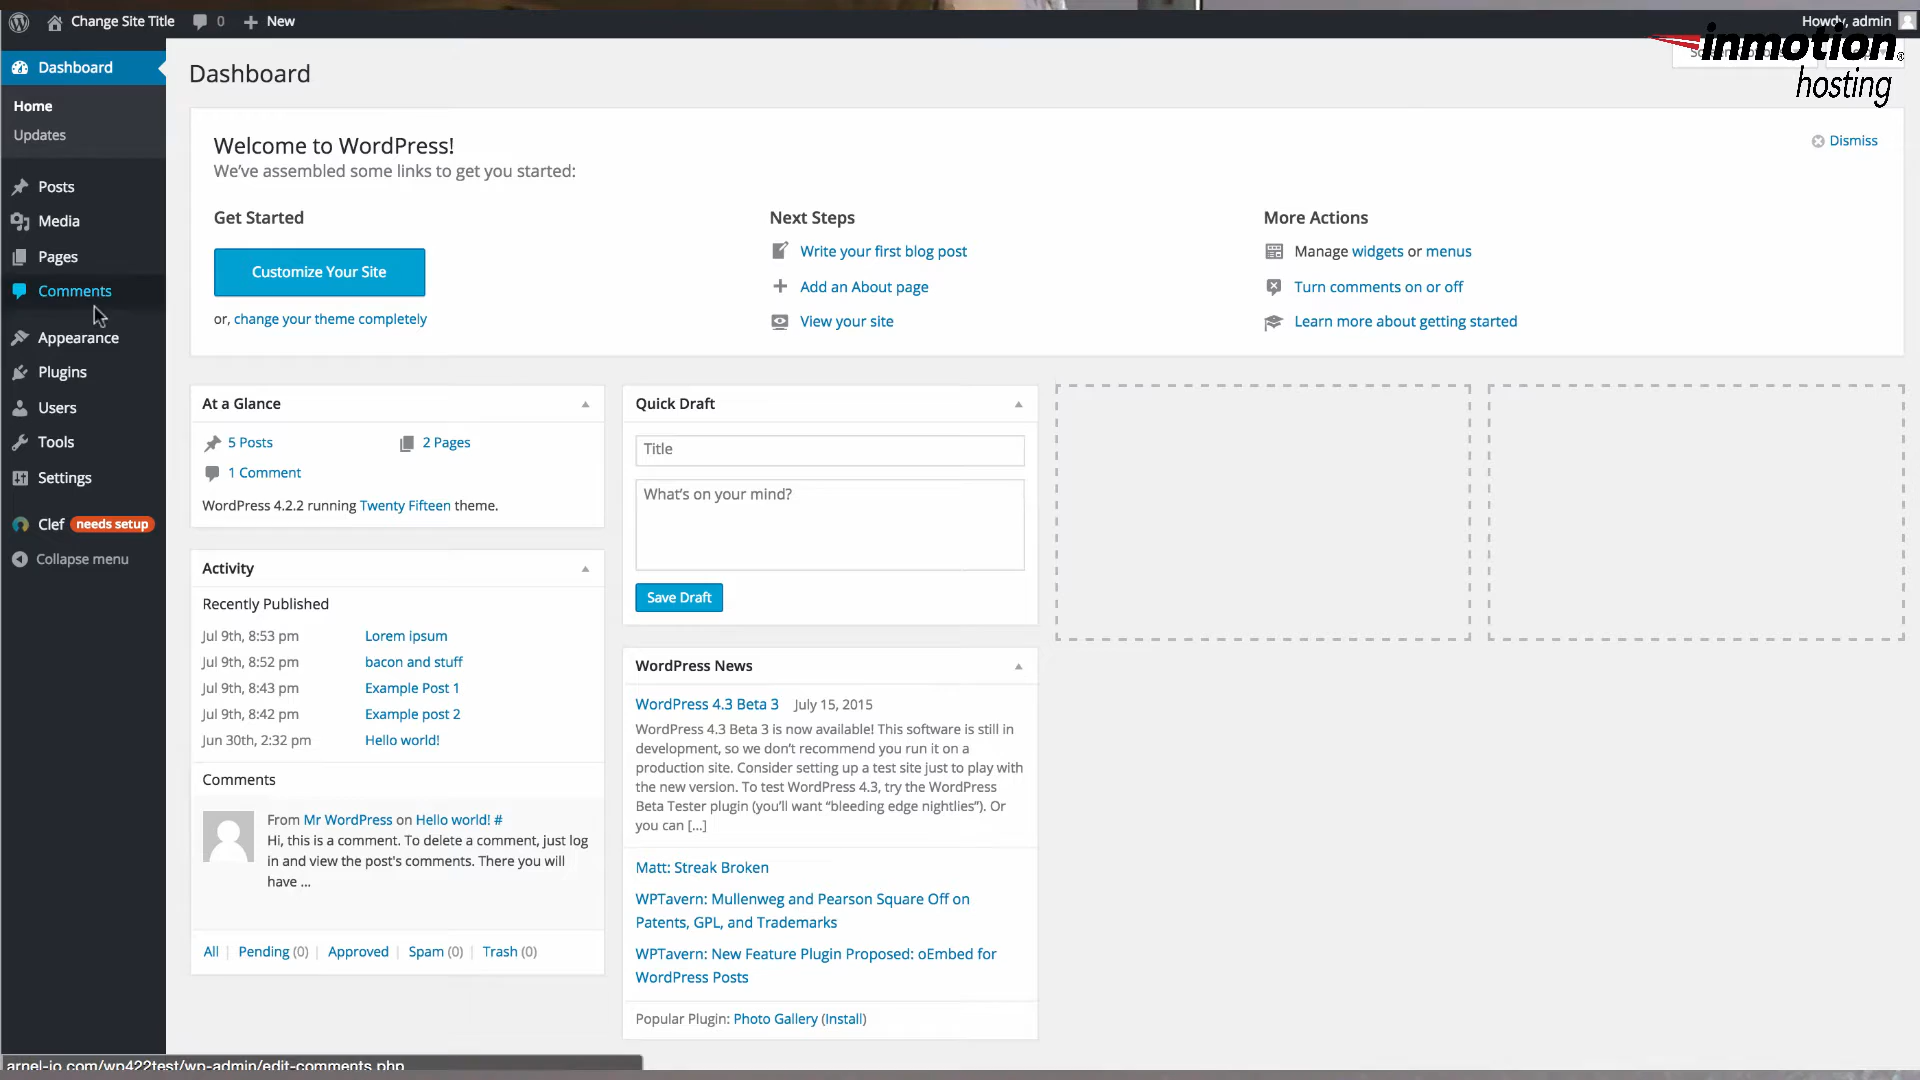 Change Site Title 0 New
Howdy, admin
inmotion
hosting
Dashboard
Home
Updates
Posts
Media
Pages
Comments
Appearance
Plugins
Users
Tools
Settings
Clef needs setup
Collapse menu
Dashboard
Welcome to WordPress!
We've assembled some links to get you started:
Dismiss
Get Started
Customize Your Site
or, change your theme completely
Next Steps
Write your first blog post
Add an About page
View your site
More Actions
Manage widgets or menus
Turn comments on or off
Learn more about getting started
At a Glance
5 Posts
2 Pages
1 Comment
WordPress 4.2.2 running Twenty Fifteen theme.
Activity
Recently Published
Jul 9th, 8:53 pm Lorem ipsum
Jul 9th, 8:52 pm bacon and stuff
Jul 9th, 8:43 pm Example Post 1
Jul 9th, 8:42 pm Example post 2
Jun 30th, 2:32 pm Hello world!
Comments
From Mr WordPress on Hello world! #
Hi, this is a comment. To delete a comment, just log
in and view the post's comments. There you will
have ...
All | Pending (0) | Approved | Spam (0) | Trash (0)
Quick Draft
Title
What's on your mind?
Save Draft
WordPress News
WordPress 4.3 Beta 3 July 15, 2015
WordPress 4.3 Beta 3 is now available! This software is still in
development, so we don't recommend you run it on a
production site. Consider setting up a test site just to play with
the new version. To test WordPress 4.3, try the WordPress
Beta Tester plugin (you'll want "bleeding edge nightlies"). Or
you can [...]
Matt: Streak Broken
WPTavern: Mullenweg and Pearson Square Off on
Patents, GPL, and Trademarks
WPTavern: New Feature Plugin Proposed: oEmbed for
WordPress Posts
Popular Plugin: Photo Gallery (Install)
arnel-io.com/wp422test/wp-admin/edit-comments.php